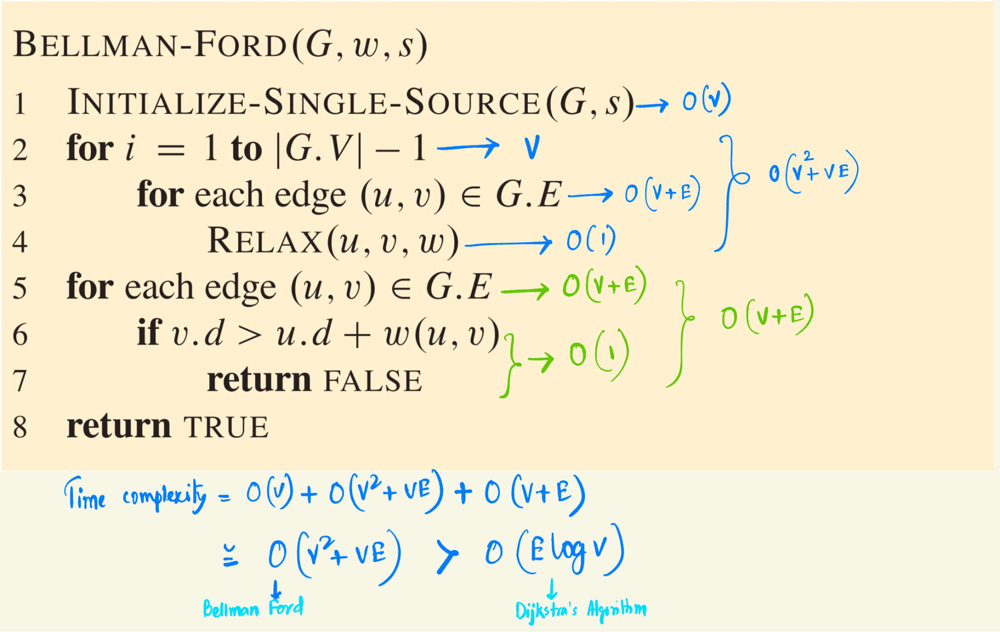 BELLMAN-FORD(G, w, s)
1 INITIALIZE-SINGLE-SOURCE(G, s) → O(V)
2 for i = 1 to |G.V| − 1 → V
O(V² + VE)
3 for each edge (u, v) ∈ G.E → O(V+E)
4 RELAX(u, v, w) → O(1)
5 for each edge (u, v) ∈ G.E → O(V+E)
O(V+E)
6 if v.d > u.d + w(u, v)
→ O(1)
7 return FALSE
8 return TRUE
Time complexity = O(V) + O(V² + VE) + O(V+E)
≅ O(V² + VE) > O(E log V)
↓ ↓
Bellman Ford Dijkstra's Algorithm